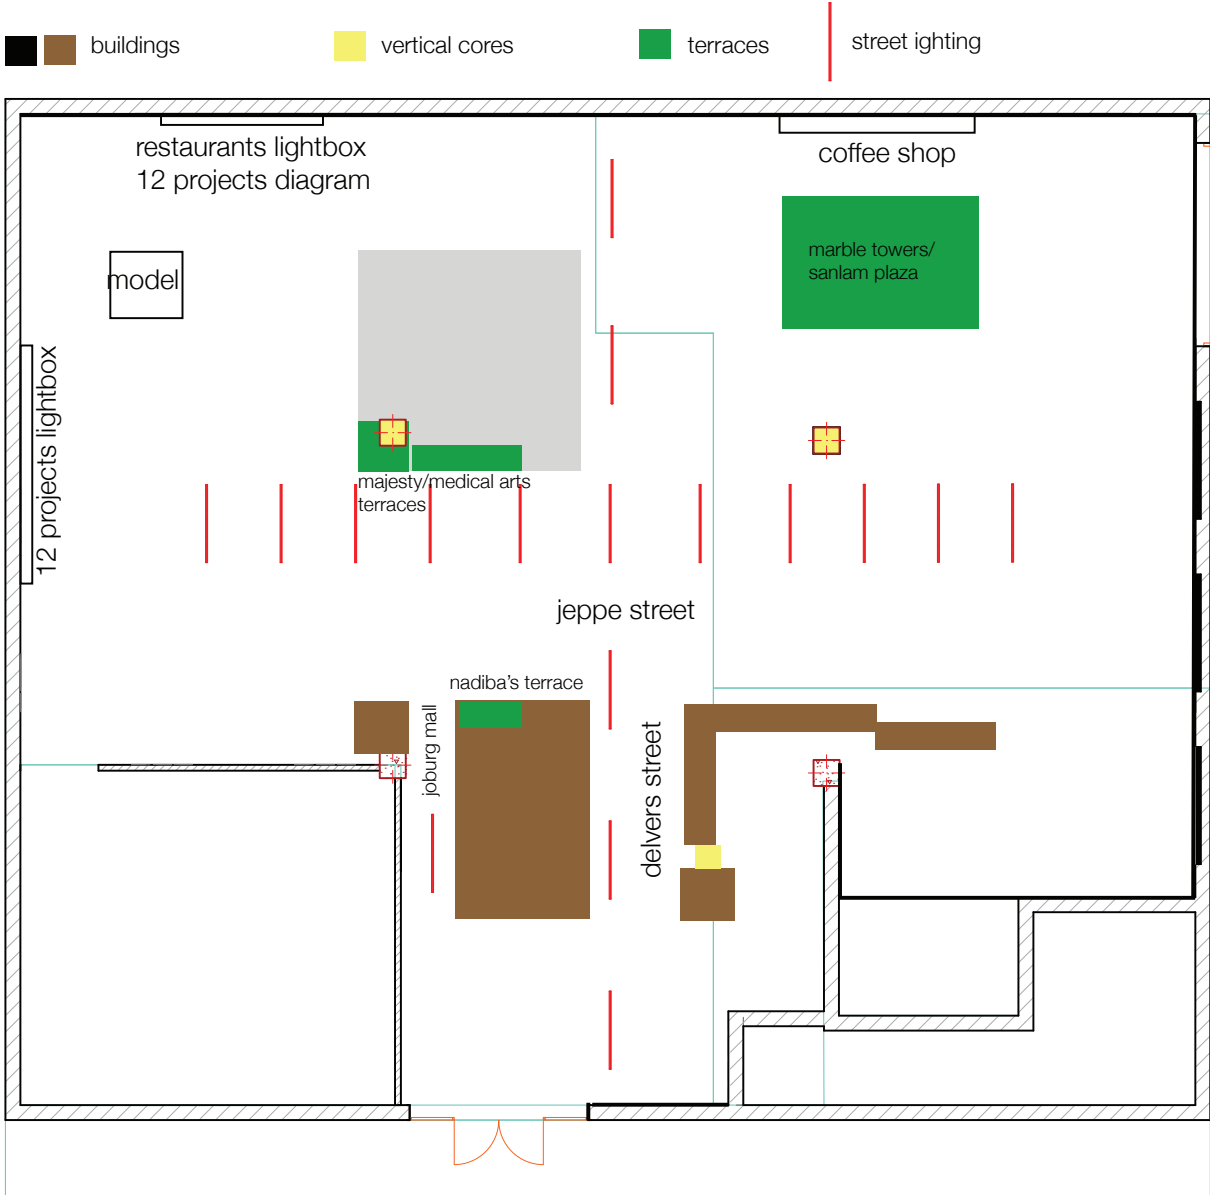 buildings
vertical cores
terraces
street ighting
restaurants lightbox
12 projects diagram
coffee shop
marble towers/
sanlam plaza
model
12 projects lightbox
majesty/medical arts
terraces
jeppe street
nadiba's terrace
joburg mall
delvers street